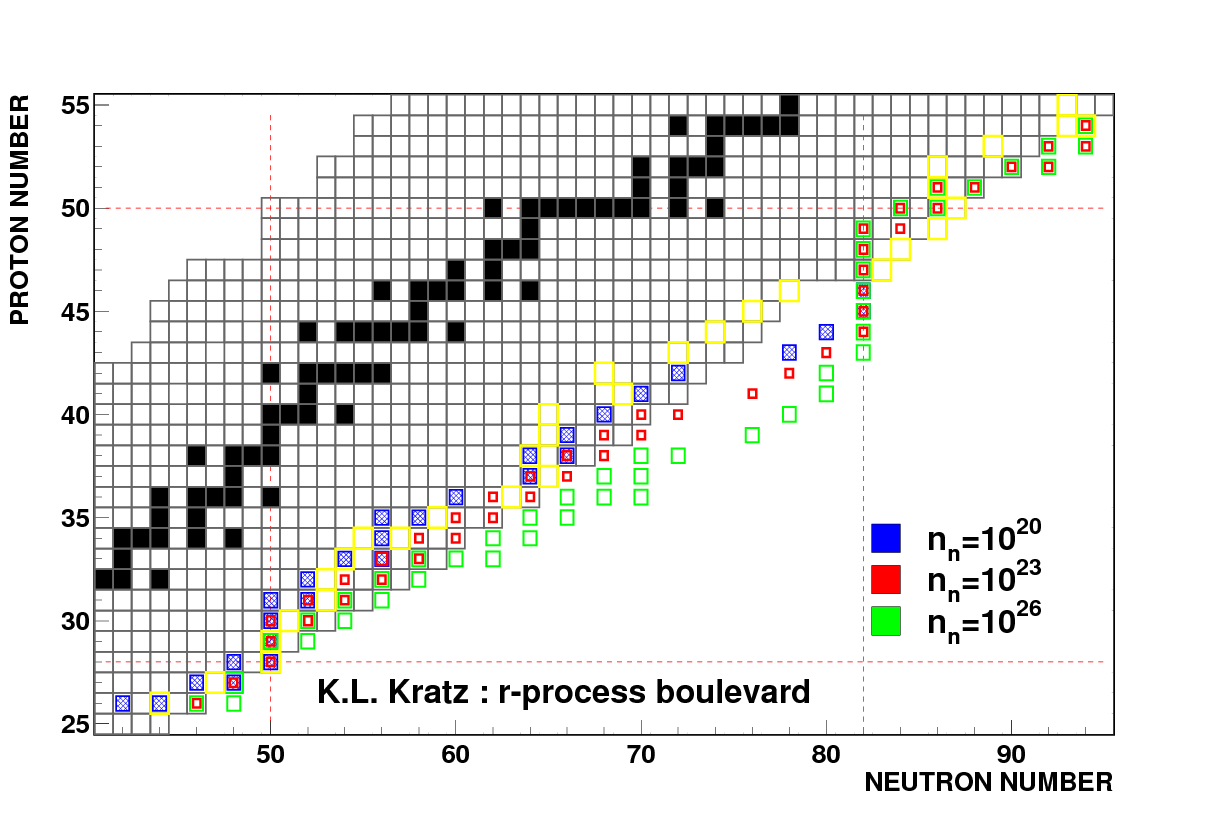 PROTON NUMBER
55
50
45
40
35
30
25
n_n=10^20
n_n=10^23
n_n=10^26
K.L. Kratz : r-process boulevard
50 60 70 80 90
NEUTRON NUMBER